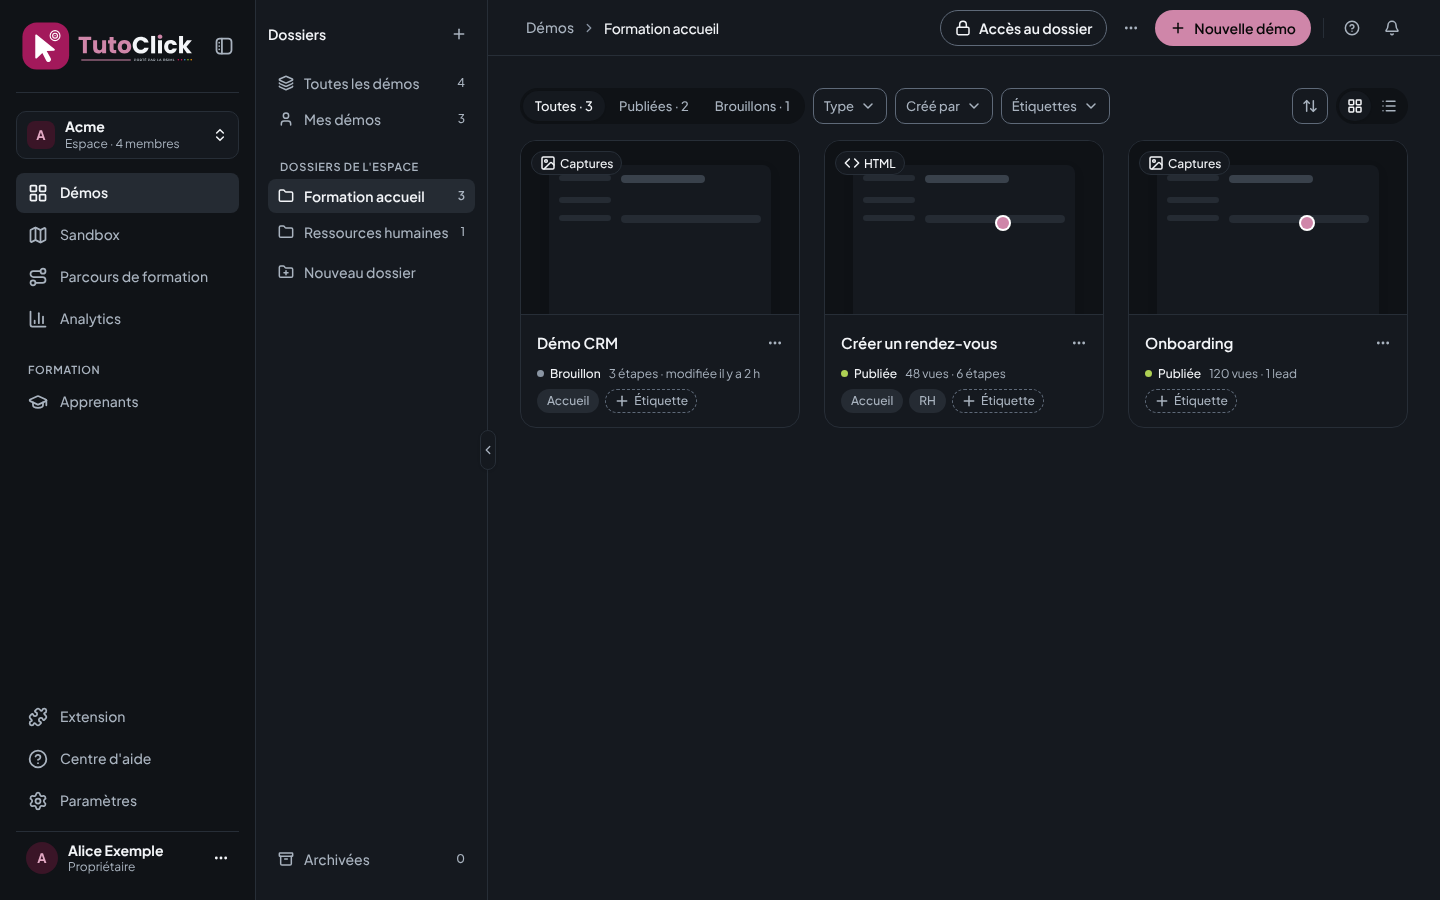 TutoClick
Acme
Espace · 4 membres
A
Démos
Sandbox
Parcours de formation
Analytics
FORMATION
Apprenants
Extension
Centre d'aide
Paramètres
A
Alice Exemple
Propriétaire
Dossiers
Toutes les démos 4
Mes démos 3
DOSSIERS DE L'ESPACE
Formation accueil 3
Ressources humaines 1
Nouveau dossier
Archivées 0
Démos > Formation accueil
Accès au dossier
Nouvelle démo
Toutes · 3 Publiées · 2 Brouillons · 1 Type Créé par Étiquettes
Captures
Démo CRM
Brouillon 3 étapes · modifiée il y a 2 h
Accueil + Étiquette
HTML
Créer un rendez-vous
Publiée 48 vues · 6 étapes
Accueil RH + Étiquette
Captures
Onboarding
Publiée 120 vues · 1 lead
+ Étiquette